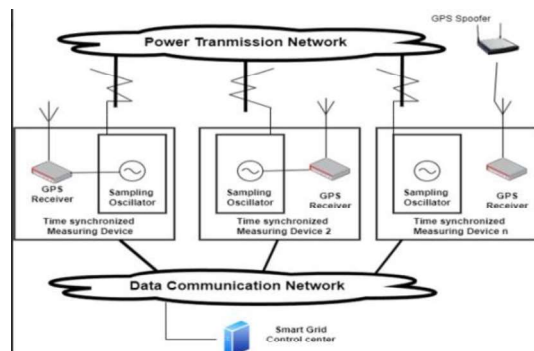 GPS Spoofer
Power Tranmission Network
GPS
Receiver
Sampling
Oscillator
Time synchronized
Measuring Device
Sampling
Oscillator
GPS
Receiver
Time synchronized
Measuring Device 2
Sampling
Oscillator
GPS
Receiver
Time synchronized
Measuring Device n
Data Communication Network
Smart Grid
Control center